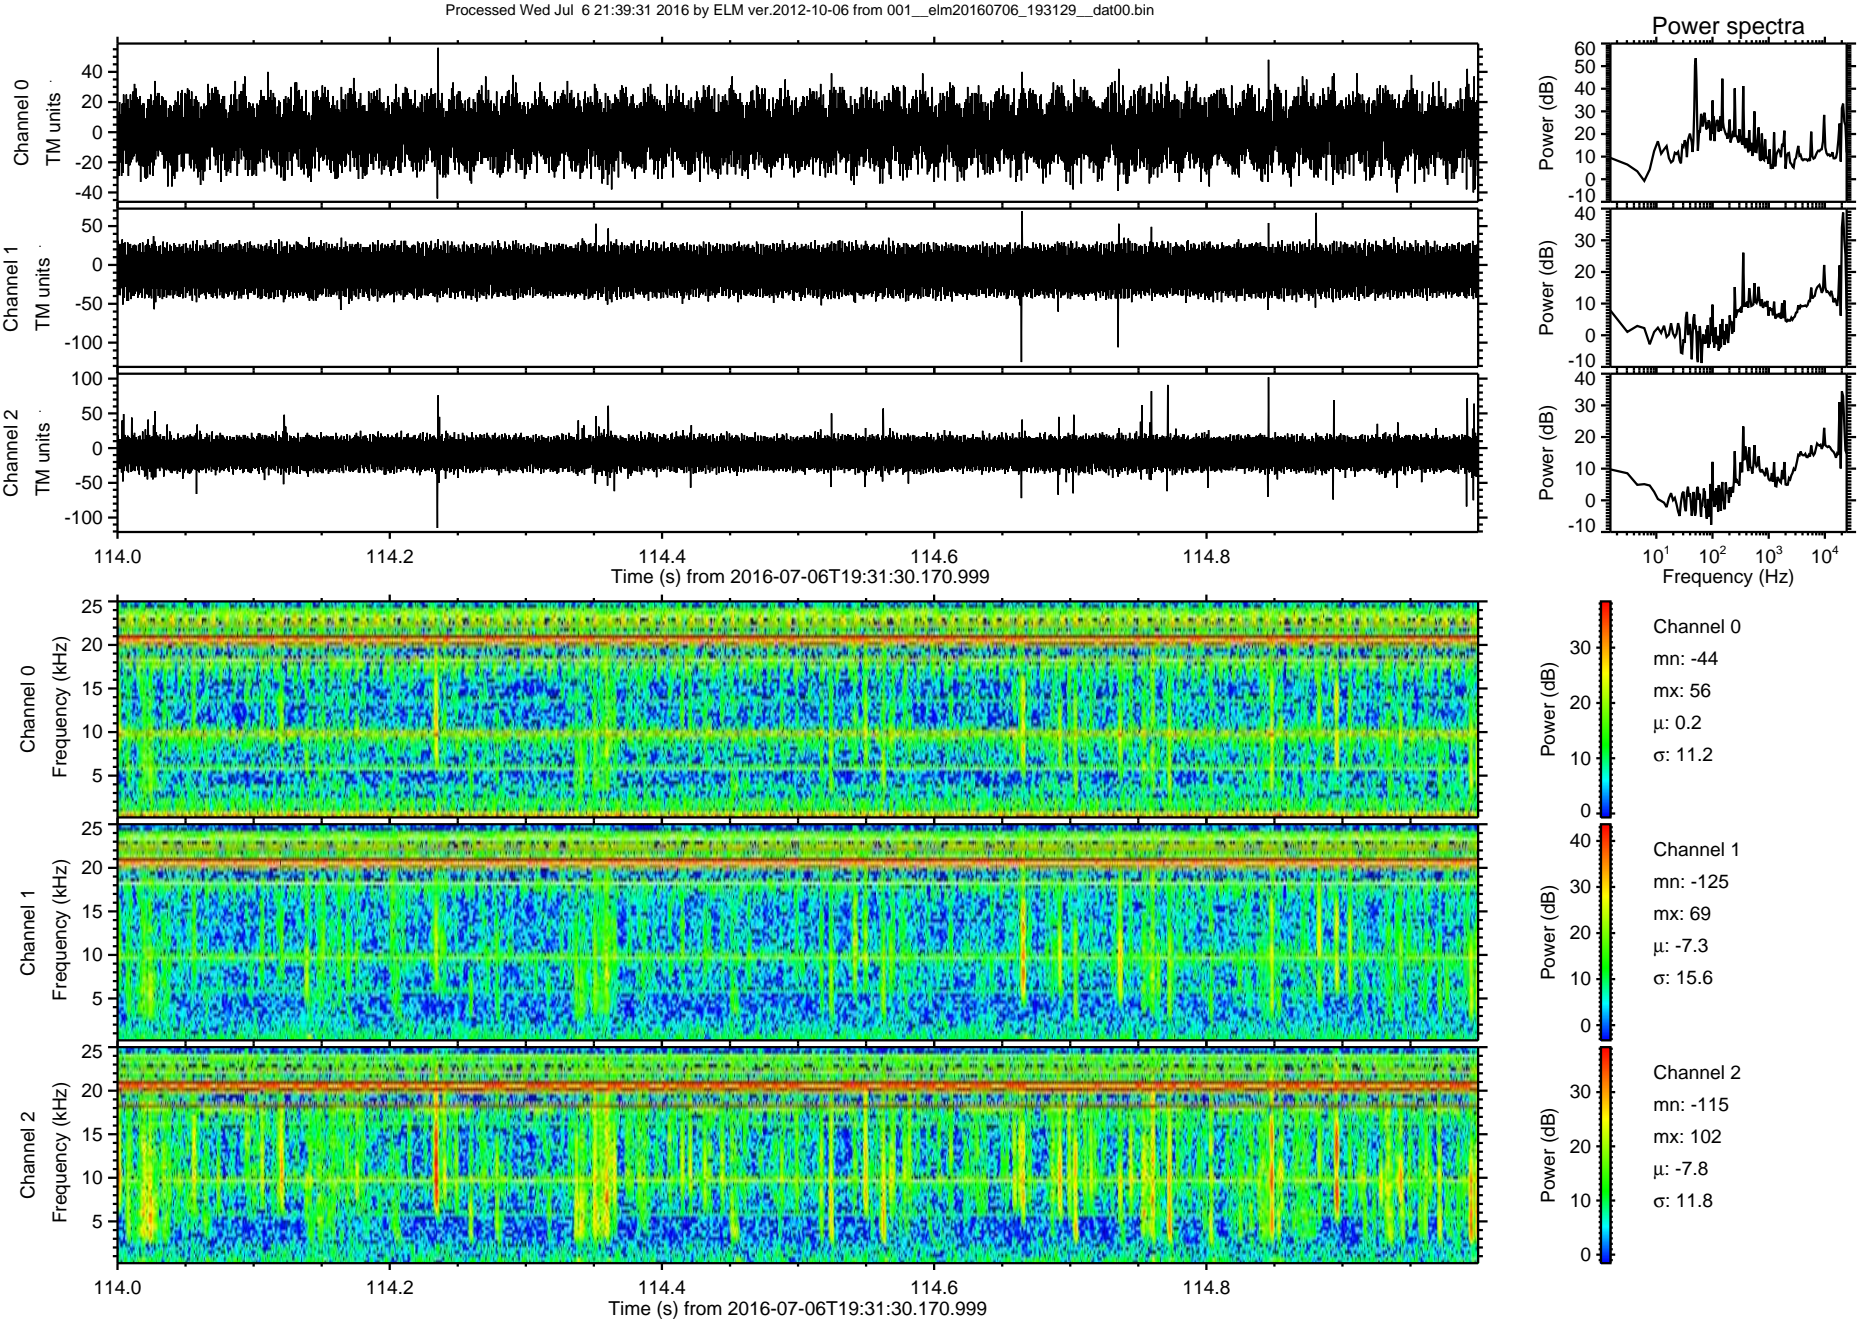 Processed Wed Jul 6 21:39:31 2016 by ELM ver.2012-10-06 from 001__elm20160706_193129__dat00.bin
Power spectra
Channel 0
TM units
40
20
0
-20
-40
Power (dB)
60
50
40
30
20
10
0
-10
Channel 1
TM units
50
0
-50
-100
Power (dB)
40
30
20
10
0
-10
Channel 2
TM units
100
50
0
-50
-100
Power (dB)
40
30
20
10
0
-10
114.0 114.2 114.4 114.6 114.8
Time (s) from 2016-07-06T19:31:30.170.999
10^1 10^2 10^3 10^4
Frequency (Hz)
Channel 0
Frequency (kHz)
25
20
15
10
5
Power (dB)
30
20
10
0
Channel 0
mn: -44
mx: 56
μ: 0.2
σ: 11.2
Channel 1
Frequency (kHz)
25
20
15
10
5
Power (dB)
40
30
20
10
0
Channel 1
mn: -125
mx: 69
μ: -7.3
σ: 15.6
Channel 2
Frequency (kHz)
25
20
15
10
5
Power (dB)
30
20
10
0
Channel 2
mn: -115
mx: 102
μ: -7.8
σ: 11.8
114.0 114.2 114.4 114.6 114.8
Time (s) from 2016-07-06T19:31:30.170.999